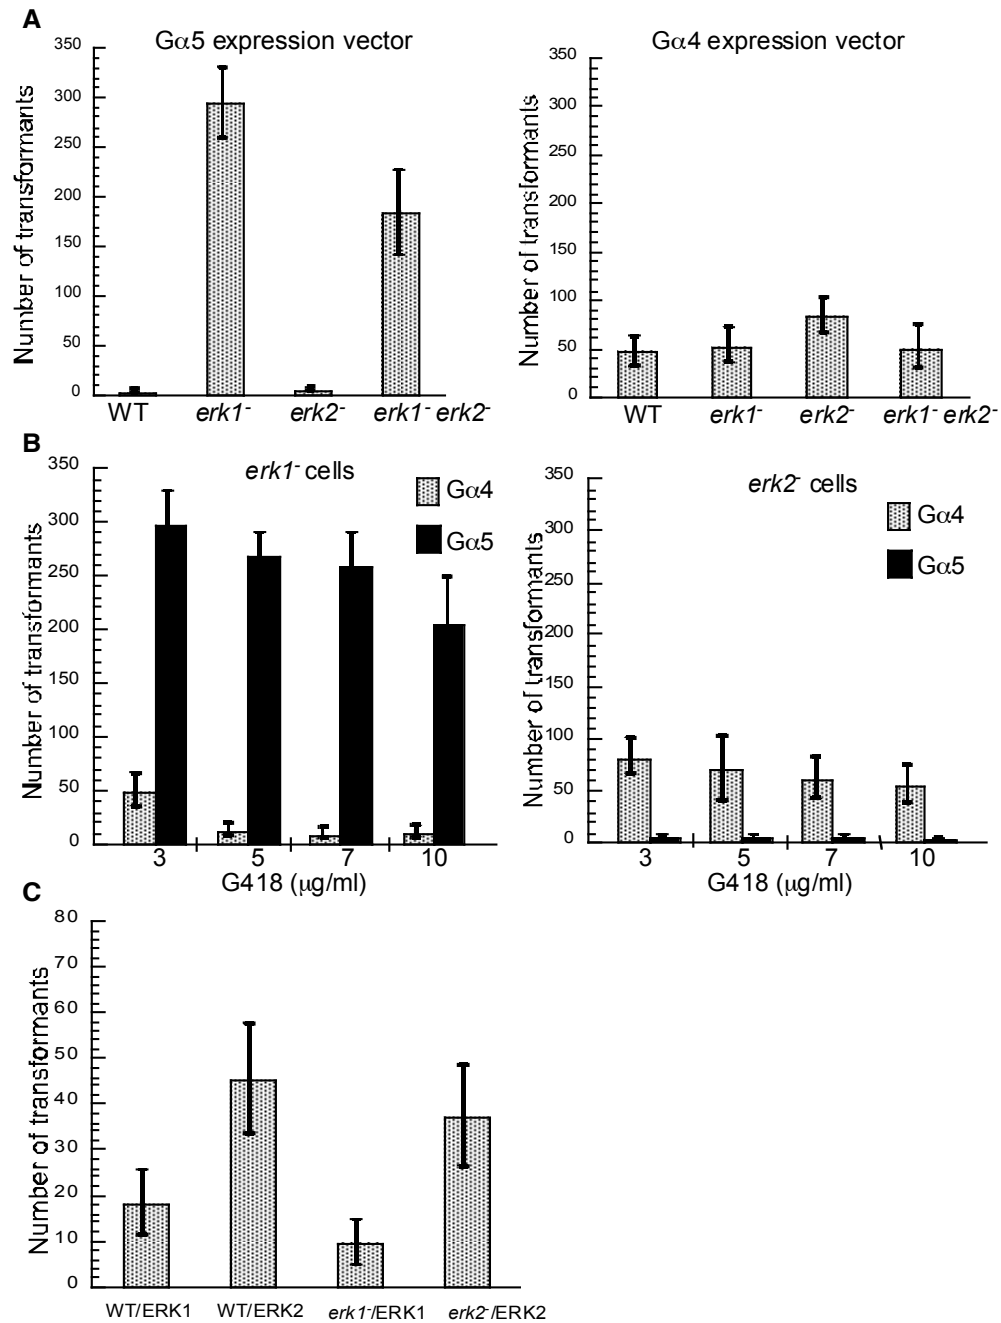 A
Gα5 expression vector
Number of transformants
350
300
250
200
150
100
50
0
WT erk1- erk2- erk1- erk2-
Gα4 expression vector
Number of transformants
350
300
250
200
150
100
50
0
WT erk1- erk2- erk1- erk2-
B
erk1- cells
Gα4
Gα5
Number of transformants
350
300
250
200
150
100
50
0
3 5 7 10
G418 (μg/ml)
erk2- cells
Gα4
Gα5
Number of transformants
350
300
250
200
150
100
50
0
3 5 7 10
G418 (μg/ml)
C
Number of transformants
80
70
60
50
40
30
20
10
0
WT/ERK1 WT/ERK2 erk1-/ERK1 erk2-/ERK2